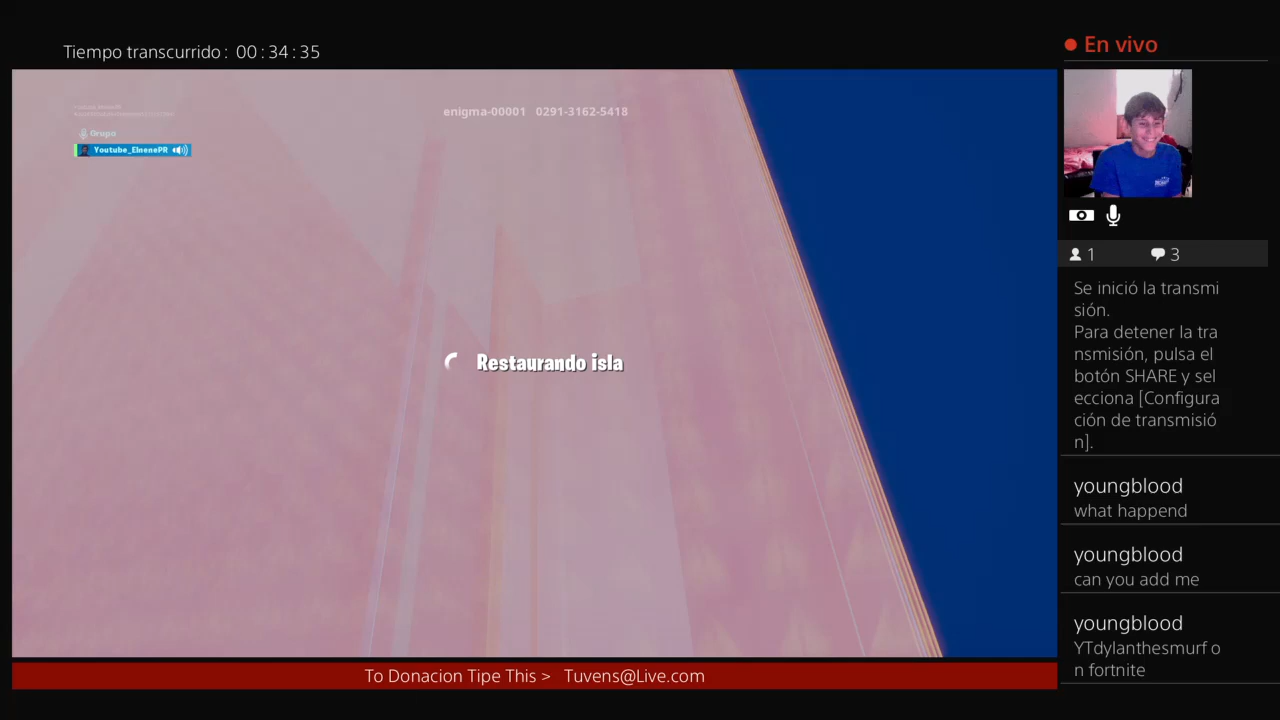 Tiempo transcurrido : 00 : 34 : 35
En vivo
enigma-00001 0291-3162-5418
Grupo
Youtube_ElnenePR
1 3
Se inició la transmi
sión.
Para detener la tra
nsmisión, pulsa el
botón SHARE y sel
ecciona [Configura
ción de transmisió
n].
Restaurando isla
youngblood
what happend
youngblood
can you add me
youngblood
YTdylanthesmurf o
n fortnite
To Donacion Tipe This > Tuvens@Live.com